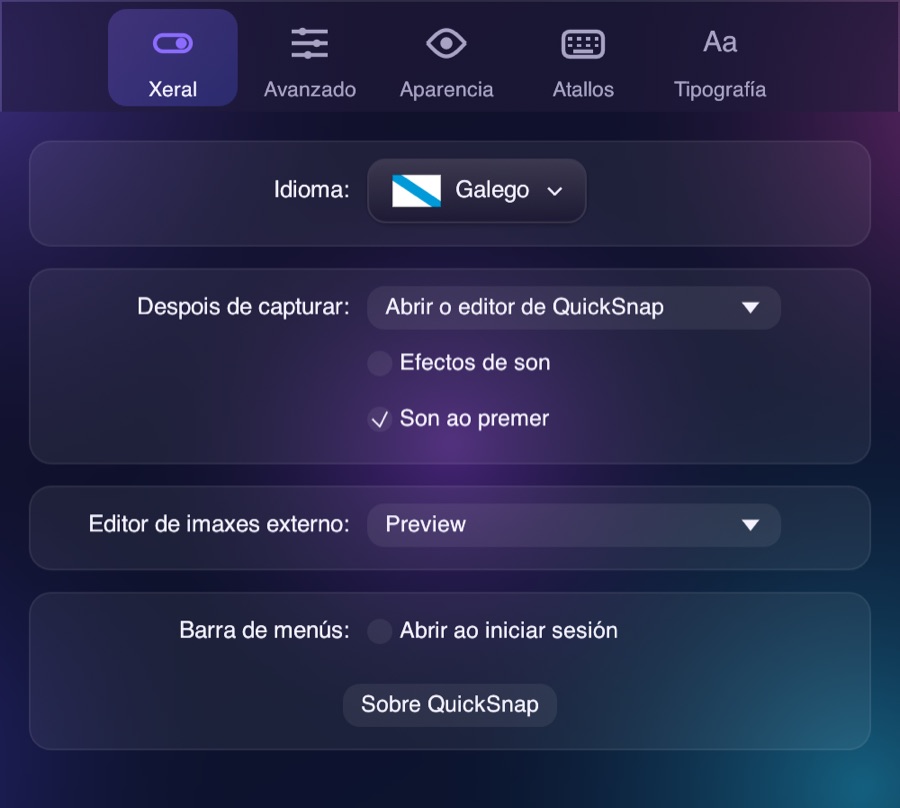 Aa
Xeral
Avanzado
Aparencia
Atallos
Tipografía
Idioma:
Galego
Despois de capturar:
Abrir o editor de QuickSnap
Efectos de son
Son ao premer
Editor de imaxes externo:
Preview
Barra de menús:
Abrir ao iniciar sesión
Sobre QuickSnap